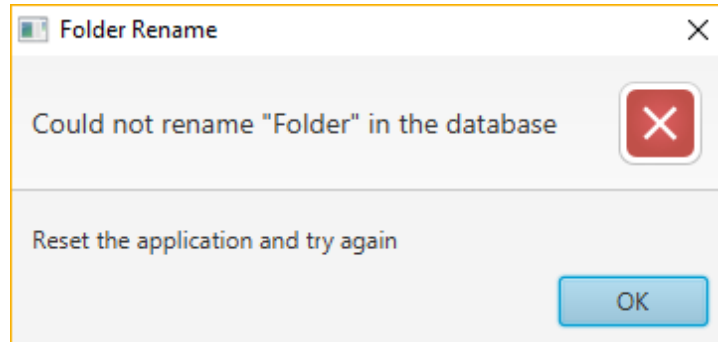 Folder Rename
Could not rename "Folder" in the database
Reset the application and try again
OK